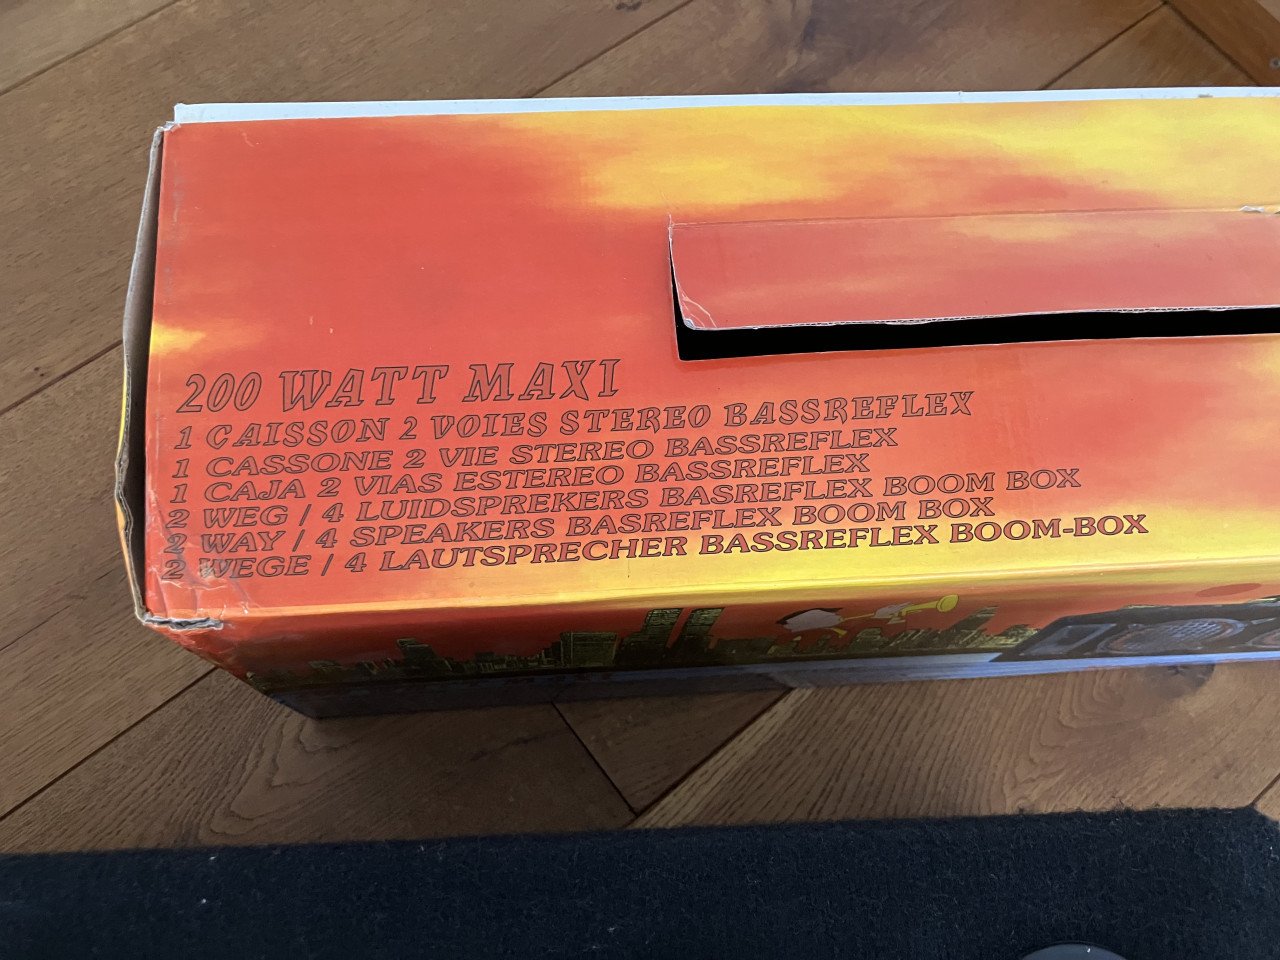 200 WATT MAXI
1 CAISSON 2 VOIES STEREO BASSREFLEX
1 CASSONE 2 VIE STEREO BASSREFLEX
1 CAJA 2 VIAS ESTEREO BASSREFLEX
2 WEG / 4 LUIDSPREKERS BASREFLEX BOOM BOX
2 WAY / 4 SPEAKERS BASREFLEX BOOM BOX
2 WEGE / 4 LAUTSPRECHER BASSREFLEX BOOM-BOX